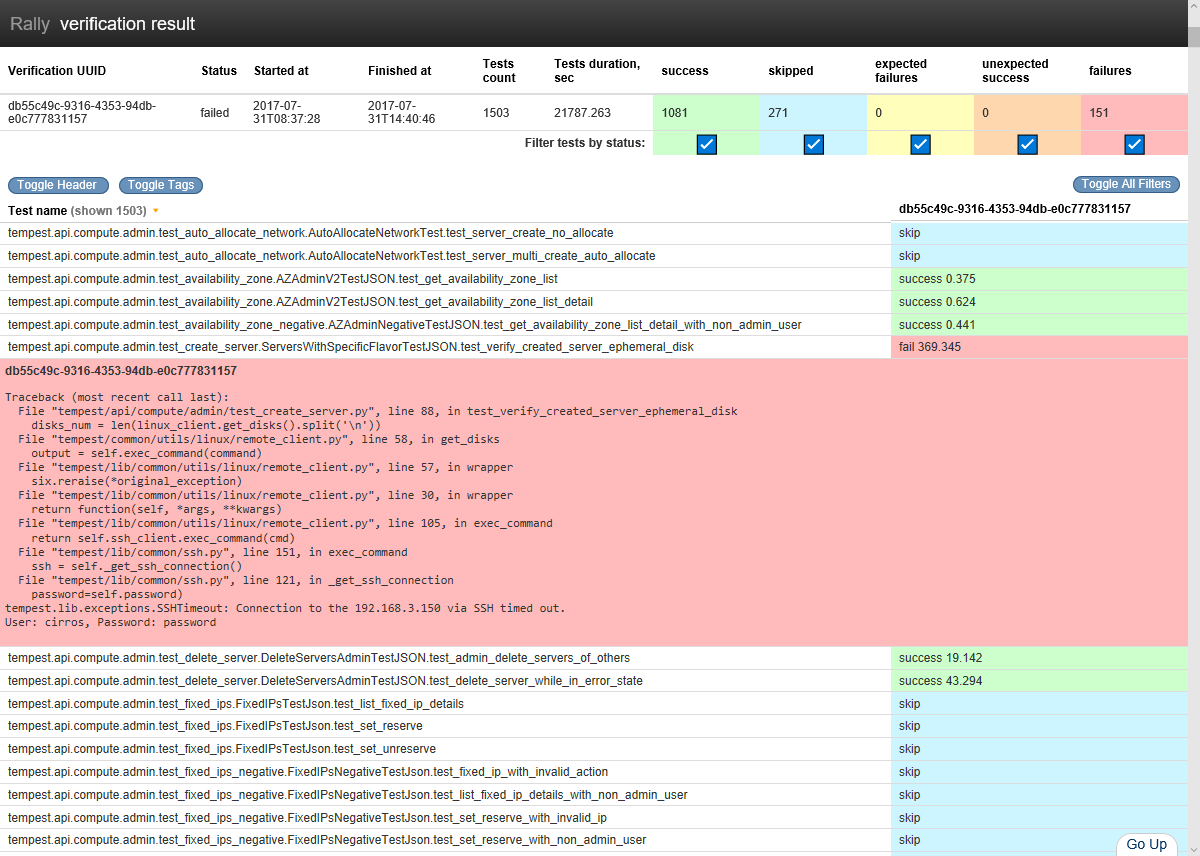 Rally verification result
Verification UUID Status Started at Finished at Tests count Tests duration, sec success skipped expected failures unexpected success failures
db55c49c-9316-4353-94db-e0c777831157 failed 2017-07-31T08:37:28 2017-07-31T14:40:46 1503 21787.263 1081 271 0 0 151
Filter tests by status:
Toggle Header Toggle Tags Toggle All Filters
Test name (shown 1503) db55c49c-9316-4353-94db-e0c777831157
tempest.api.compute.admin.test_auto_allocate_network.AutoAllocateNetworkTest.test_server_create_no_allocate skip
tempest.api.compute.admin.test_auto_allocate_network.AutoAllocateNetworkTest.test_server_multi_create_auto_allocate skip
tempest.api.compute.admin.test_availability_zone.AZAdminV2TestJSON.test_get_availability_zone_list success 0.375
tempest.api.compute.admin.test_availability_zone.AZAdminV2TestJSON.test_get_availability_zone_list_detail success 0.624
tempest.api.compute.admin.test_availability_zone_negative.AZAdminNegativeTestJSON.test_get_availability_zone_list_detail_with_non_admin_user success 0.441
tempest.api.compute.admin.test_create_server.ServersWithSpecificFlavorTestJSON.test_verify_created_server_ephemeral_disk fail 369.345
db55c49c-9316-4353-94db-e0c777831157
Traceback (most recent call last):
  File "tempest/api/compute/admin/test_create_server.py", line 88, in test_verify_created_server_ephemeral_disk
    disks_num = len(linux_client.get_disks().split('\n'))
  File "tempest/common/utils/linux/remote_client.py", line 58, in get_disks
    output = self.exec_command(command)
  File "tempest/lib/common/utils/linux/remote_client.py", line 57, in wrapper
    six.reraise(*original_exception)
  File "tempest/lib/common/utils/linux/remote_client.py", line 30, in wrapper
    return function(self, *args, **kwargs)
  File "tempest/lib/common/utils/linux/remote_client.py", line 105, in exec_command
    return self.ssh_client.exec_command(cmd)
  File "tempest/lib/common/ssh.py", line 151, in exec_command
    ssh = self._get_ssh_connection()
  File "tempest/lib/common/ssh.py", line 121, in _get_ssh_connection
    password=self.password)
tempest.lib.exceptions.SSHTimeout: Connection to the 192.168.3.150 via SSH timed out.
User: cirros, Password: password
tempest.api.compute.admin.test_delete_server.DeleteServersAdminTestJSON.test_admin_delete_servers_of_others success 19.142
tempest.api.compute.admin.test_delete_server.DeleteServersAdminTestJSON.test_delete_server_while_in_error_state success 43.294
tempest.api.compute.admin.test_fixed_ips.FixedIPsTestJson.test_list_fixed_ip_details skip
tempest.api.compute.admin.test_fixed_ips.FixedIPsTestJson.test_set_reserve skip
tempest.api.compute.admin.test_fixed_ips.FixedIPsTestJson.test_set_unreserve skip
tempest.api.compute.admin.test_fixed_ips_negative.FixedIPsNegativeTestJson.test_fixed_ip_with_invalid_action skip
tempest.api.compute.admin.test_fixed_ips_negative.FixedIPsNegativeTestJson.test_list_fixed_ip_details_with_non_admin_user skip
tempest.api.compute.admin.test_fixed_ips_negative.FixedIPsNegativeTestJson.test_set_reserve_with_invalid_ip skip
tempest.api.compute.admin.test_fixed_ips_negative.FixedIPsNegativeTestJson.test_set_reserve_with_non_admin_user skip
Go Up